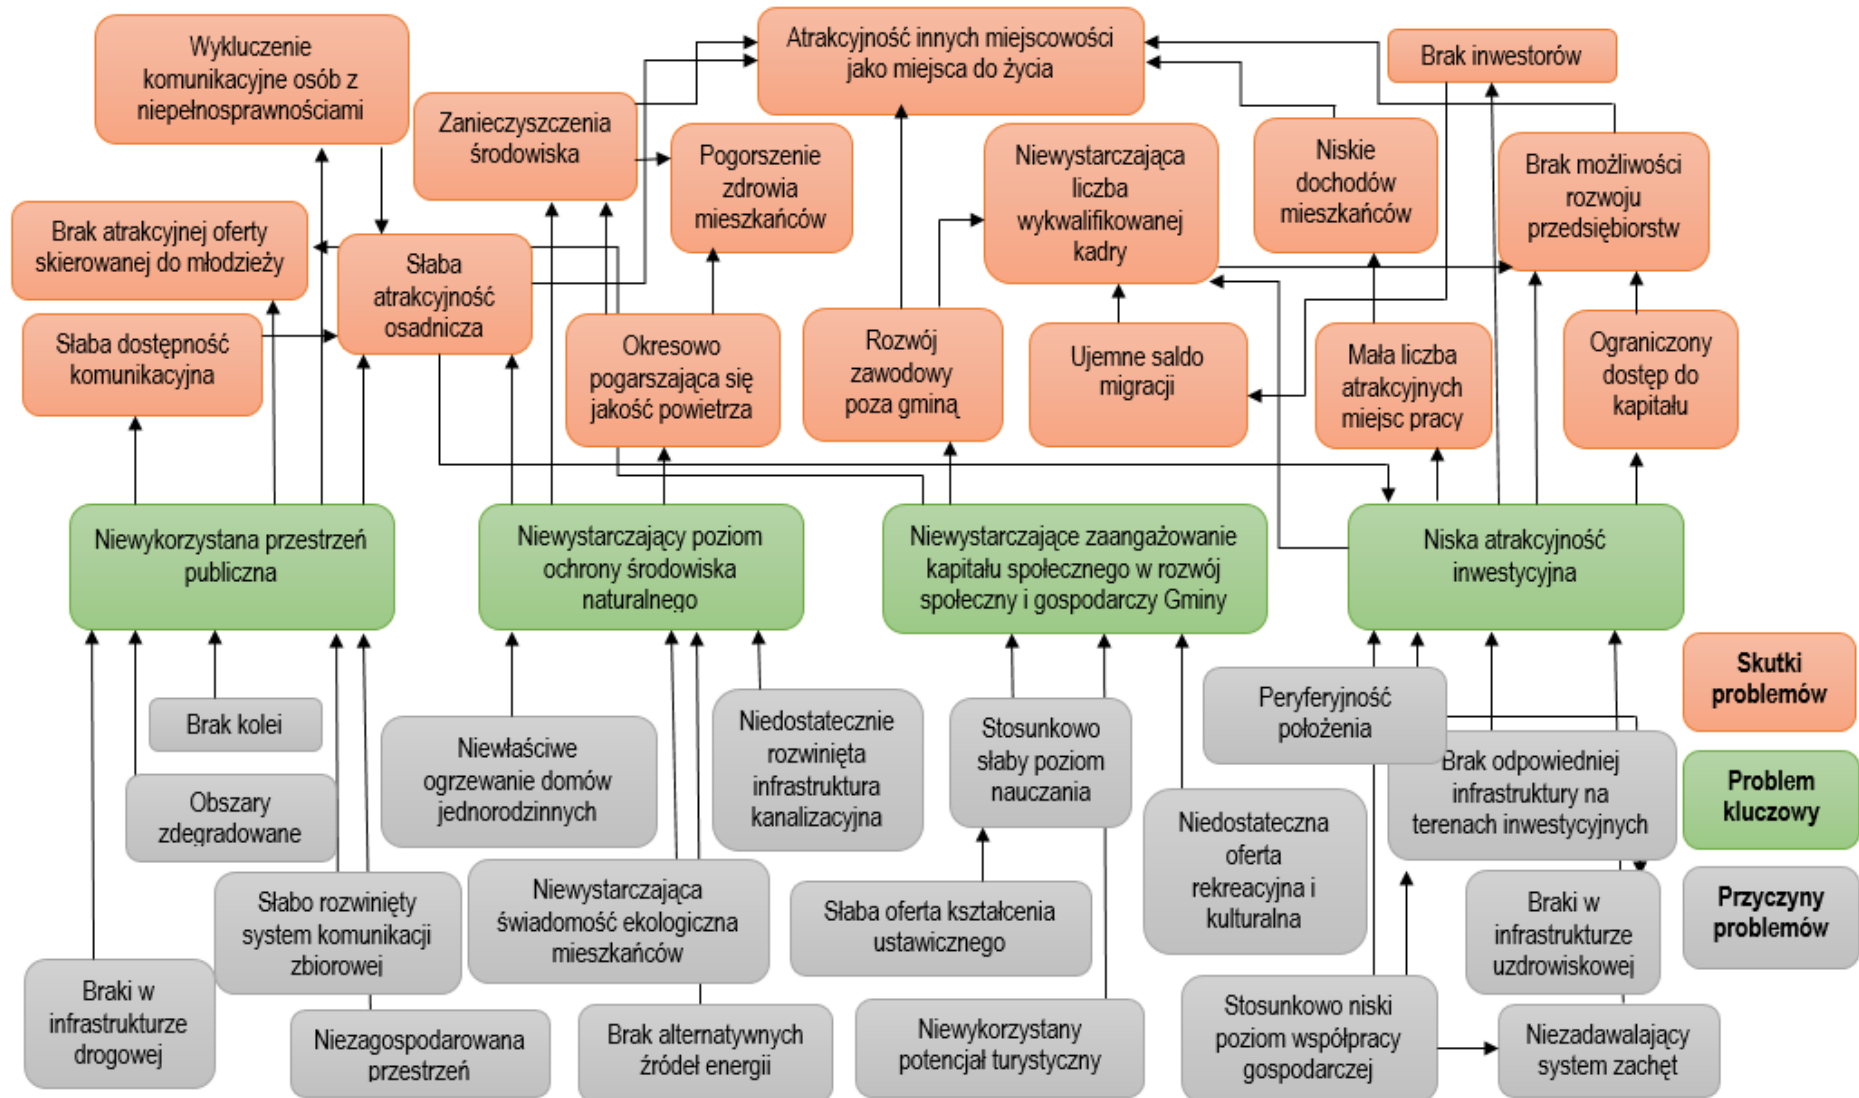 Wykluczenie
komunikacyjne osób z
niepełnosprawnościami
Atrakcyjność innych miejscowości
jako miejsca do życia
Brak inwestorów
Zanieczyszczenia
środowiska
Pogorszenie
zdrowia
mieszkańców
Niewystarczająca
liczba
wykwalifikowanej
kadry
Niskie
dochodów
mieszkańców
Brak możliwości
rozwoju
przedsiębiorstw
Brak atrakcyjnej oferty
skierowanej do młodzieży
Słaba
atrakcyjność
osadnicza
Słaba dostępność
komunikacyjna
Okresowo
pogarszająca się
jakość powietrza
Rozwój
zawodowy
poza gminą
Ujemne saldo
migracji
Mała liczba
atrakcyjnych
miejsc pracy
Ograniczony
dostęp do
kapitału
Niewykorzystana przestrzeń
publiczna
Niewystarczający poziom
ochrony środowiska
naturalnego
Niewystarczające zaangażowanie
kapitału społecznego w rozwój
społeczny i gospodarczy Gminy
Niska atrakcyjność
inwestycyjna
Skutki
problemów
Problem
kluczowy
Przyczyny
problemów
Brak kolei
Obszary
zdegradowane
Słabo rozwinięty
system komunikacji
zbiorowej
Braki w
infrastrukturze
drogowej
Niezagospodarowana
przestrzeń
Niewłaściwe
ogrzewanie domów
jednorodzinnych
Niedostatecznie
rozwinięta
infrastruktura
kanalizacyjna
Niewystarczająca
świadomość ekologiczna
mieszkańców
Brak alternatywnych
źródeł energii
Stosunkowo
słaby poziom
nauczania
Słaba oferta kształcenia
ustawicznego
Niewykorzystany
potencjał turystyczny
Niedostateczna
oferta
rekreacyjna i
kulturalna
Peryferyjność
położenia
Brak odpowiedniej
infrastruktury na
terenach inwestycyjnych
Braki w
infrastrukturze
uzdrowiskowej
Stosunkowo niski
poziom współpracy
gospodarczej
Niezadawalający
system zachęt